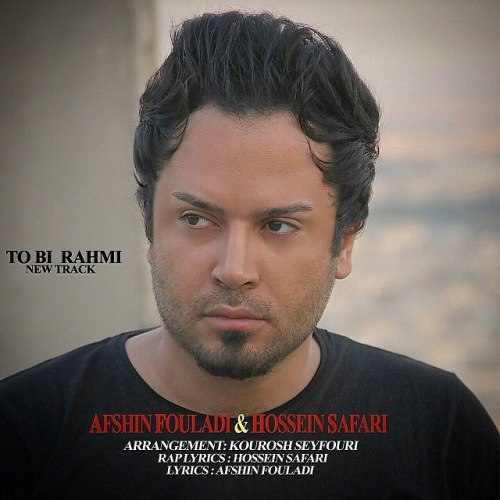 TO BI RAHMI
NEW TRACK
AFSHIN FOULADI & HOSSEIN SAFARI
ARRANGEMENT: KOUROSH SEYFOURI
RAP LYRICS : HOSSEIN SAFARI
LYRICS : AFSHIN FOULADI